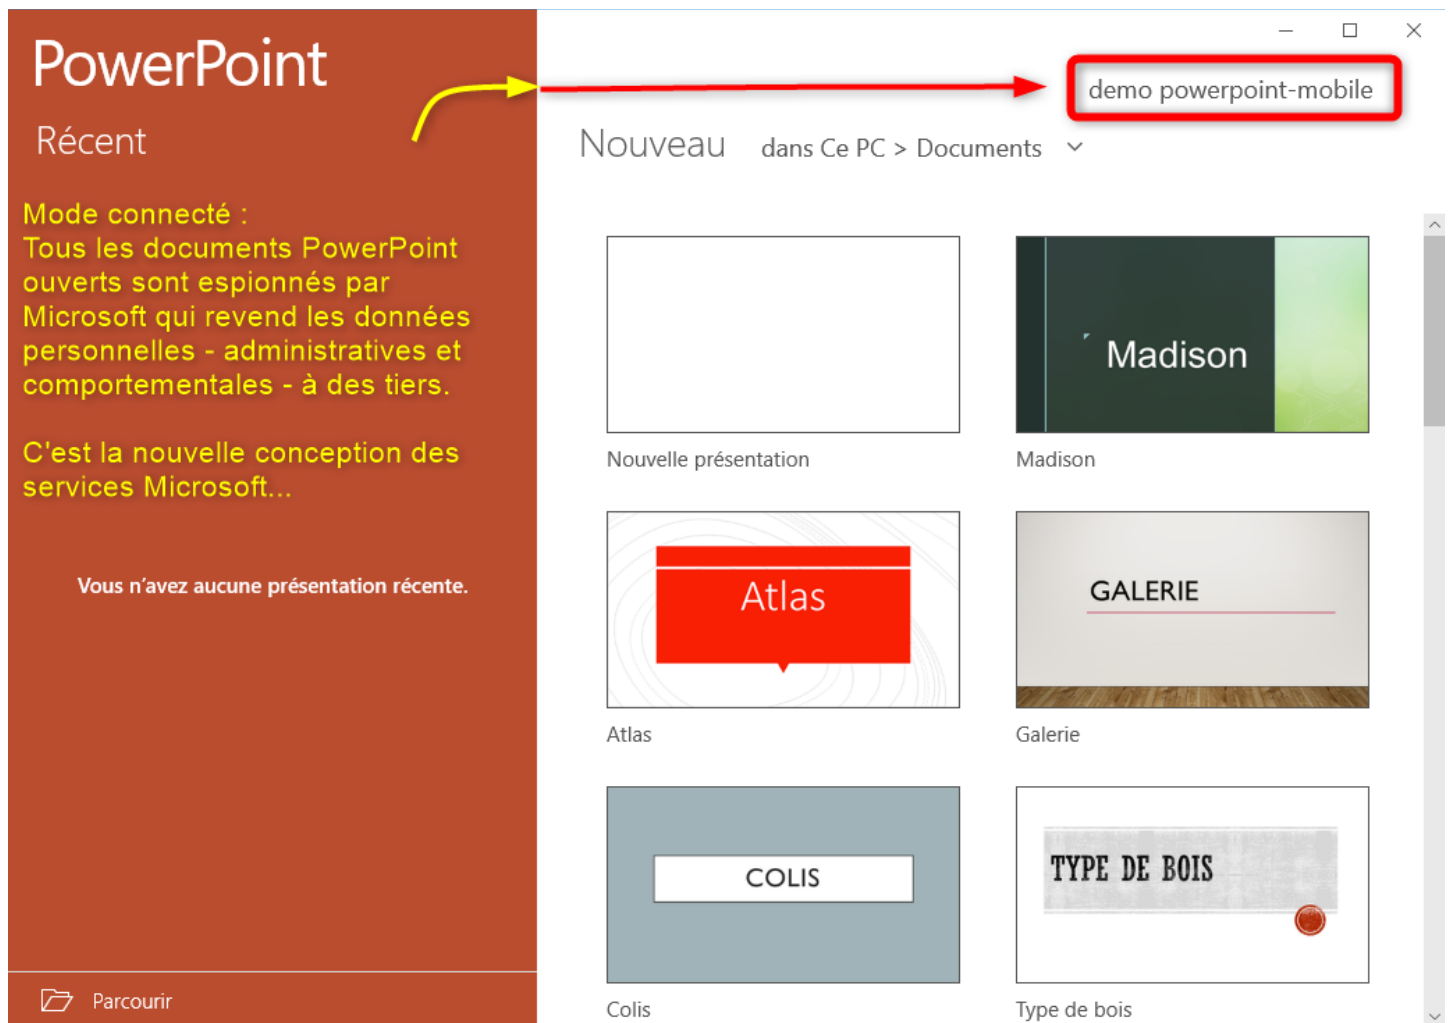 PowerPoint
demo powerpoint-mobile
Récent
Nouveau dans Ce PC > Documents
Mode connecté :
Tous les documents PowerPoint
ouverts sont espionnés par
Microsoft qui revend les données
personnelles - administratives et
comportementales - à des tiers.
C'est la nouvelle conception des
services Microsoft...
Vous n’avez aucune présentation récente.
Parcourir
Nouvelle présentation
Madison
Madison
Atlas
Atlas
GALERIE
Galerie
COLIS
Colis
TYPE DE BOIS
Type de bois